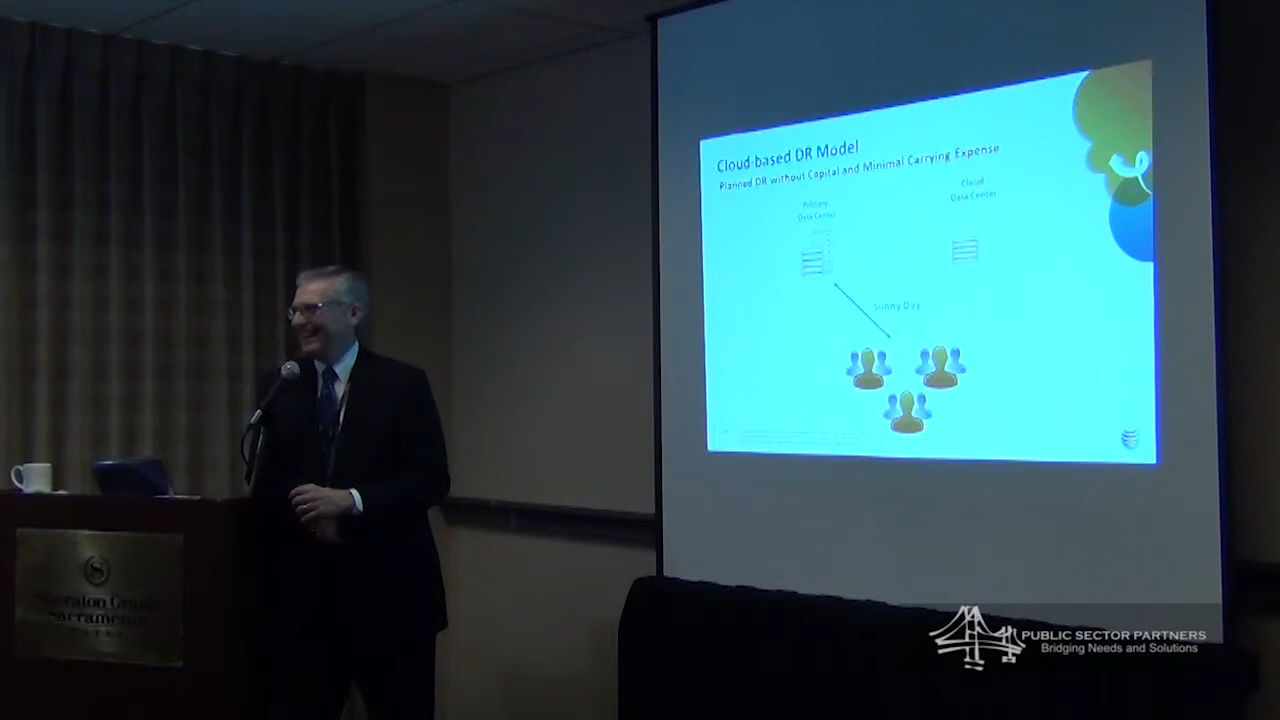 Cloud-based DR Model
Planned DR without Capital and Minimal Carrying Expense
Primary
Data Center
Cloud
Data Center
Sunny Day
Sheraton Grand
Sacramento
HOTEL
PUBLIC SECTOR PARTNERS
Bridging Needs and Solutions